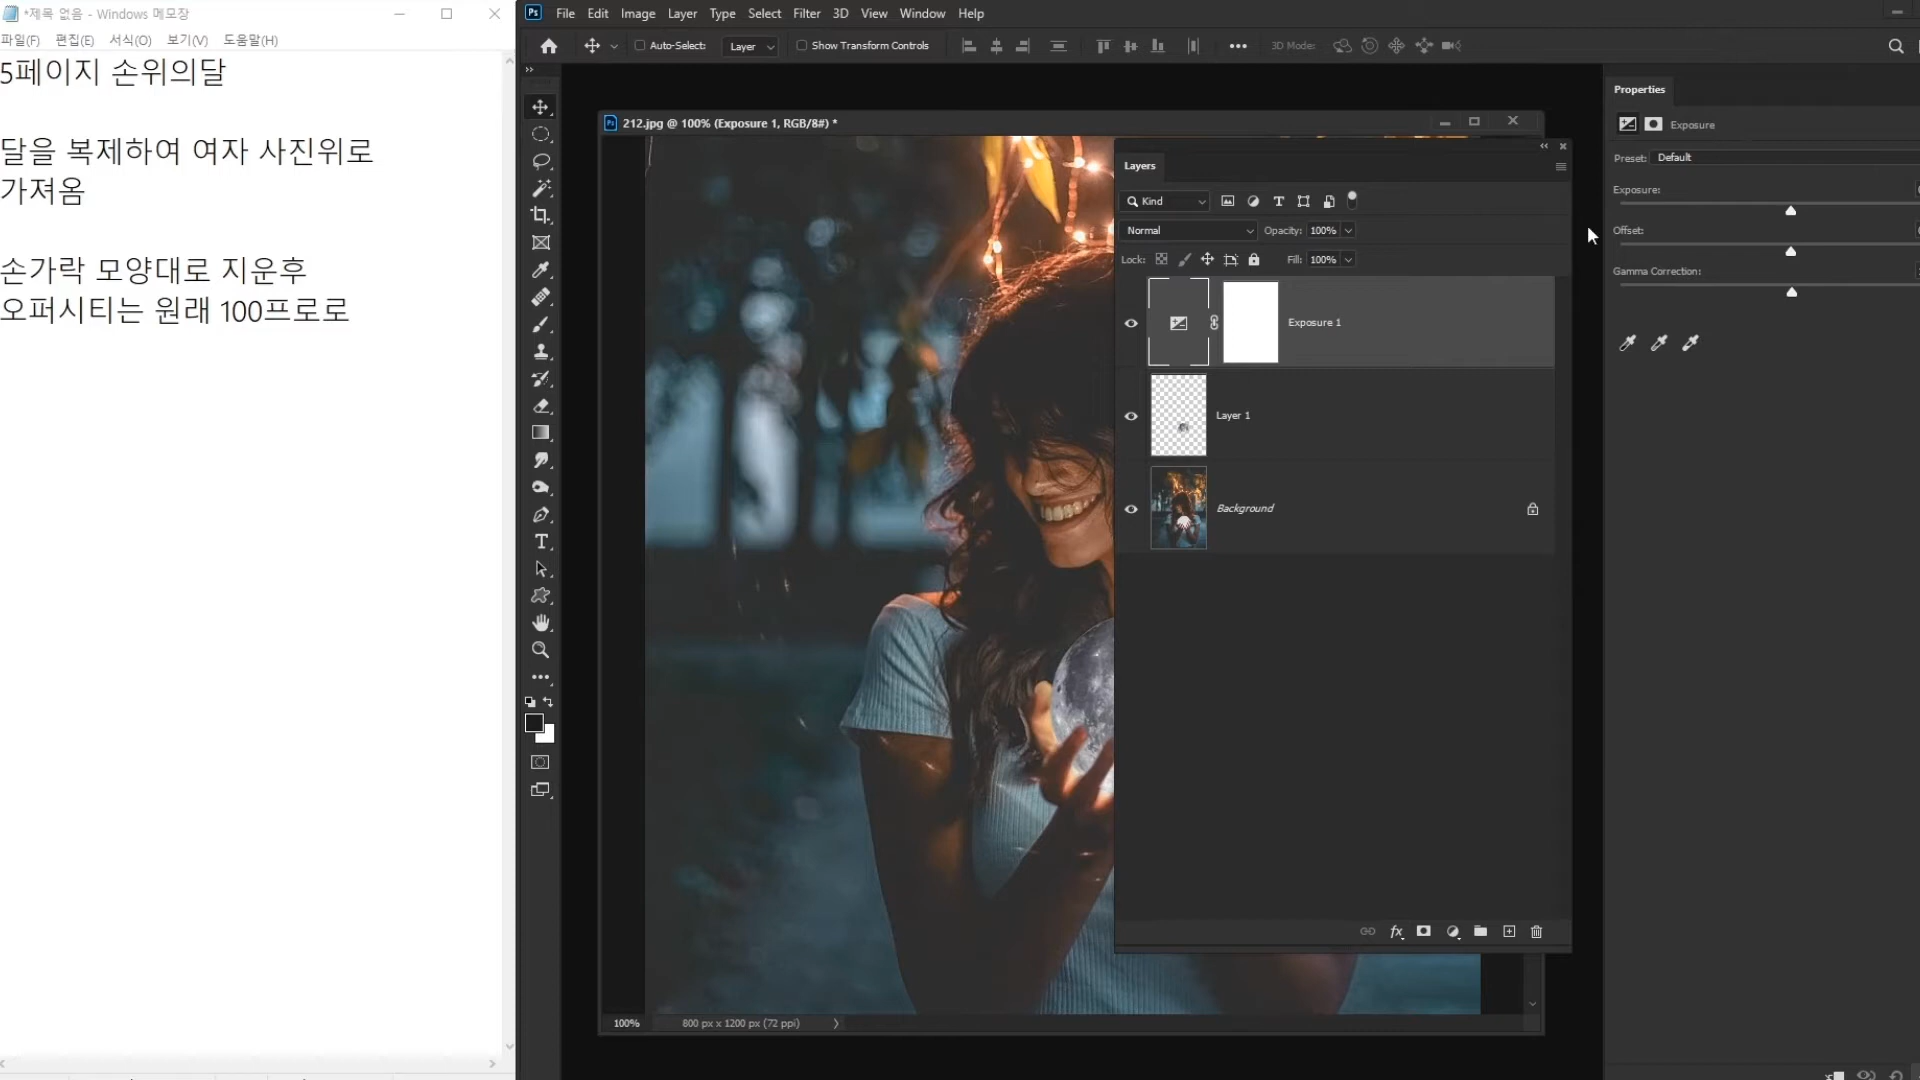 *제목 없음 - Windows 메모장
파일(F) 편집(E) 서식(O) 보기(V) 도움말(H)
5페이지 손위의달
달을 복제하여 여자 사진위로
가져옴
손가락 모양대로 지운후
오퍼시티는 원래 100프로로
Ps File Edit Image Layer Type Select Filter 3D View Window Help
Auto-Select: Layer Show Transform Controls 3D Mode:
Ps 212.jpg @ 100% (Exposure 1, RGB/8#) *
Layers
Kind
Normal Opacity: 100%
Lock: Fill: 100%
Exposure 1
Layer 1
Background
fx
100% 800 px x 1200 px (72 ppi)
Properties
Exposure
Preset: Default
Exposure:
Offset:
Gamma Correction: